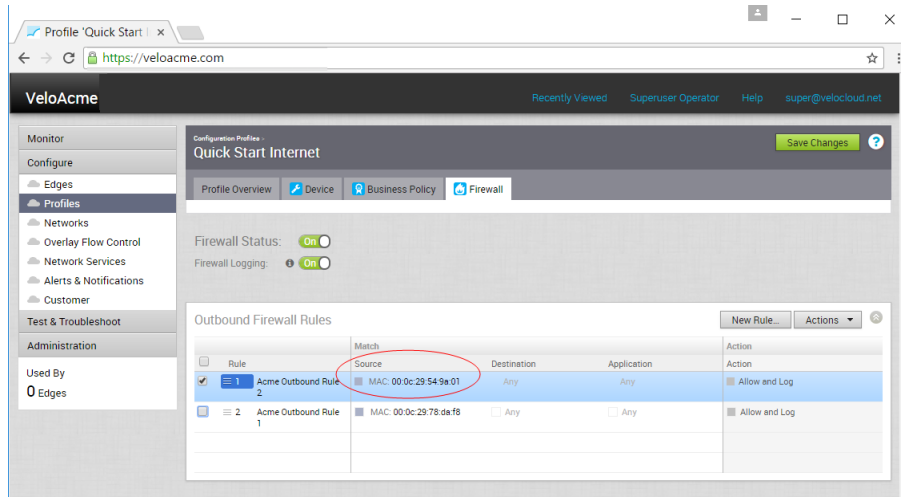 Profile 'Quick Start I
https://veloacme.com
VeloAcme
Recently Viewed Superuser Operator Help super@velocloud.net
Monitor
Configure
Edges
Profiles
Networks
Overlay Flow Control
Network Services
Alerts & Notifications
Customer
Test & Troubleshoot
Administration
Used By
0 Edges
Configuration Profiles ›
Quick Start Internet
Save Changes ?
Profile Overview Device Business Policy Firewall
Firewall Status: On
Firewall Logging: On
Outbound Firewall Rules
New Rule... Actions
Match Action
Rule Source Destination Application Action
1 Acme Outbound Rule 2 MAC: 00:0c:29:54:9a:01 Any Any Allow and Log
2 Acme Outbound Rule 1 MAC: 00:0c:29:78:da:f8 Any Any Allow and Log